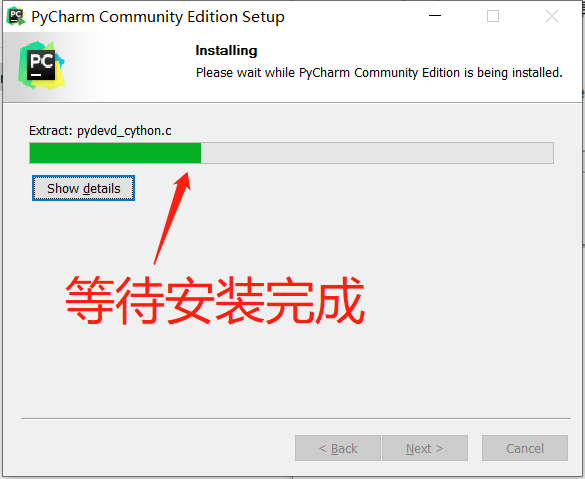 PyCharm Community Edition Setup
PC
Installing
Please wait while PyCharm Community Edition is being installed.
Extract: pydevd_cython.c
Show details
等待安装完成
< Back
Next >
Cancel